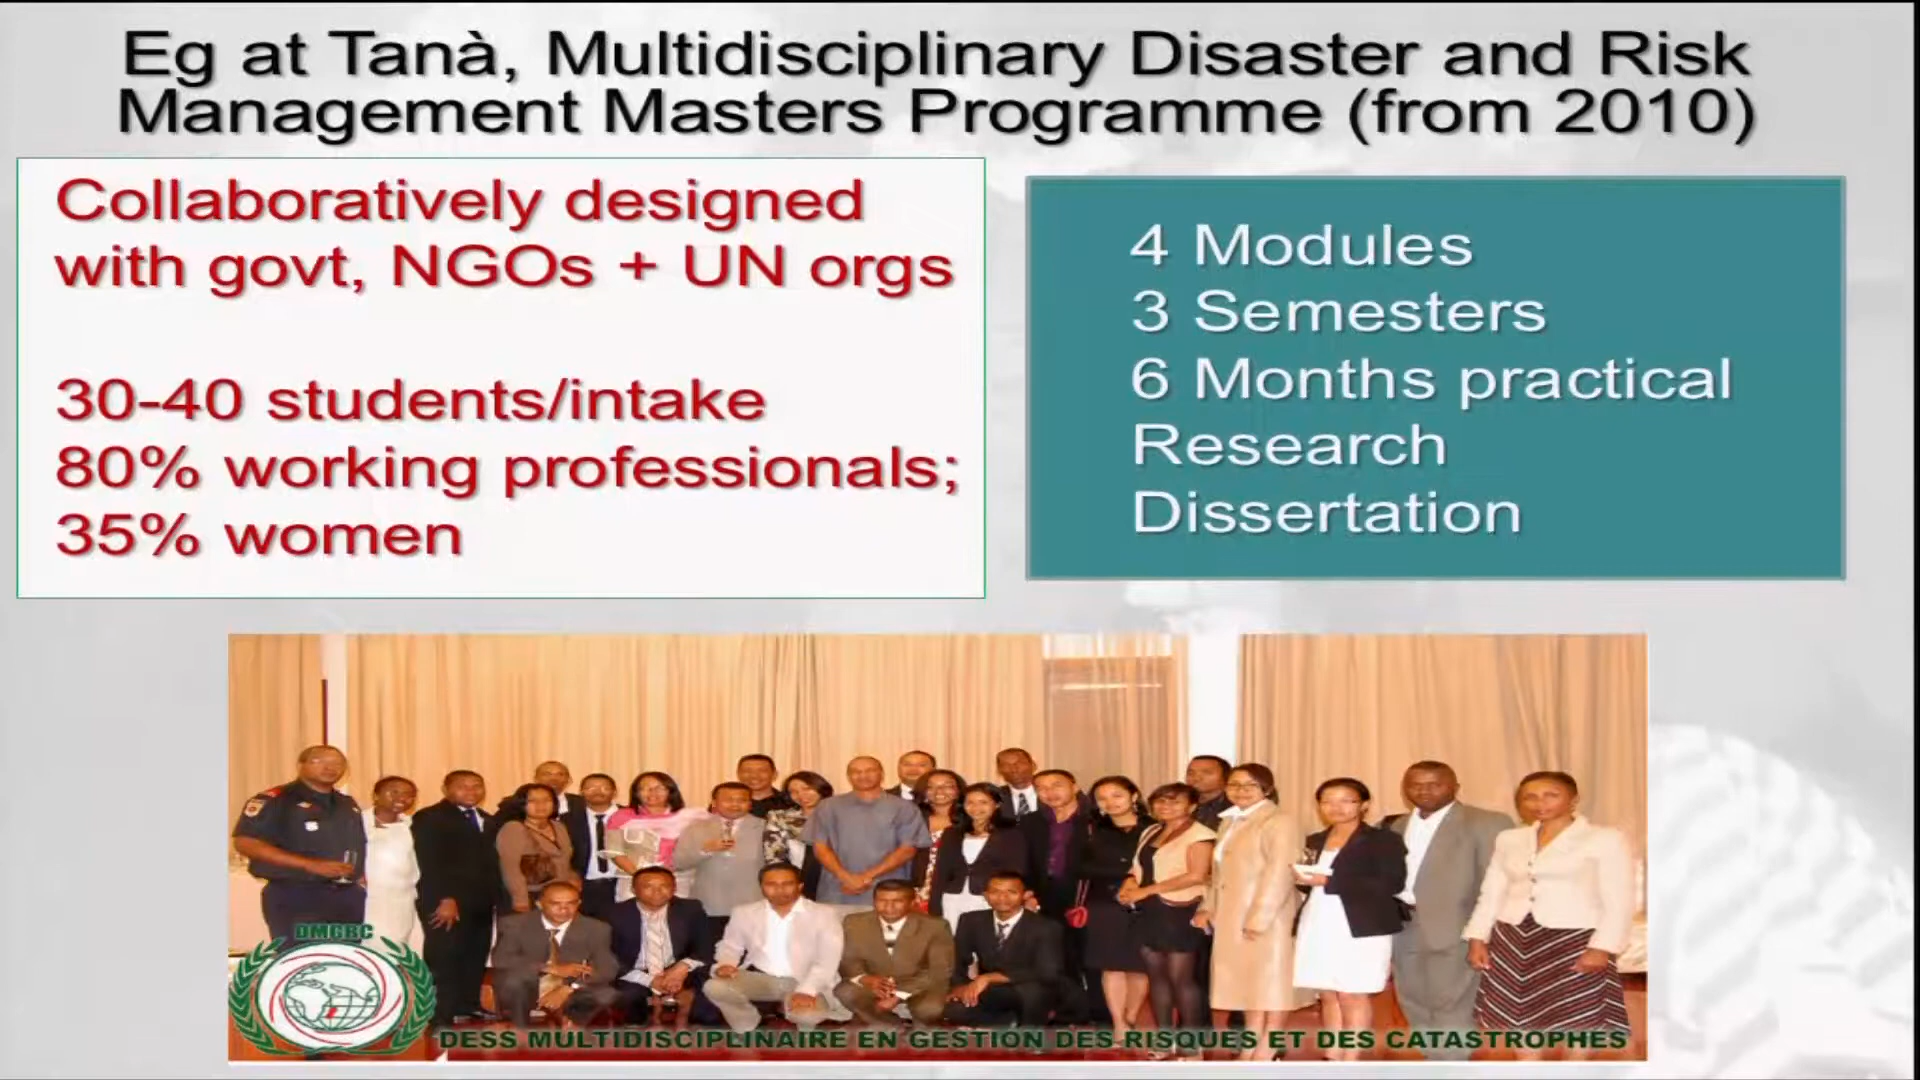 Eg at Tanà, Multidisciplinary Disaster and Risk
Management Masters Programme (from 2010)
Collaboratively designed
with govt, NGOs + UN orgs
30-40 students/intake
80% working professionals;
35% women
4 Modules
3 Semesters
6 Months practical
Research
Dissertation
DMGRC
DESS MULTIDISCIPLINAIRE EN GESTION DES RISQUES ET DES CATASTROPHES